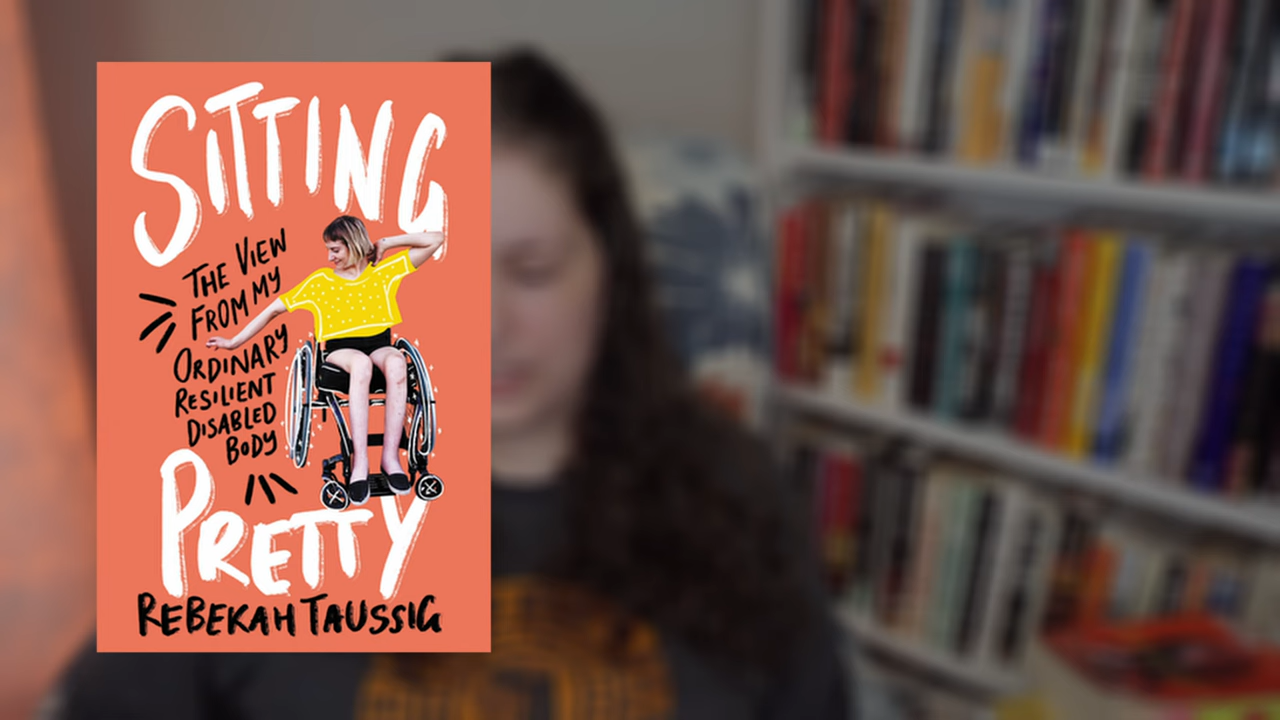 SITTING
THE VIEW
FROM MY
ORDINARY
RESILIENT
DISABLED
BODY
PRETTY
REBEKAH TAUSSIG